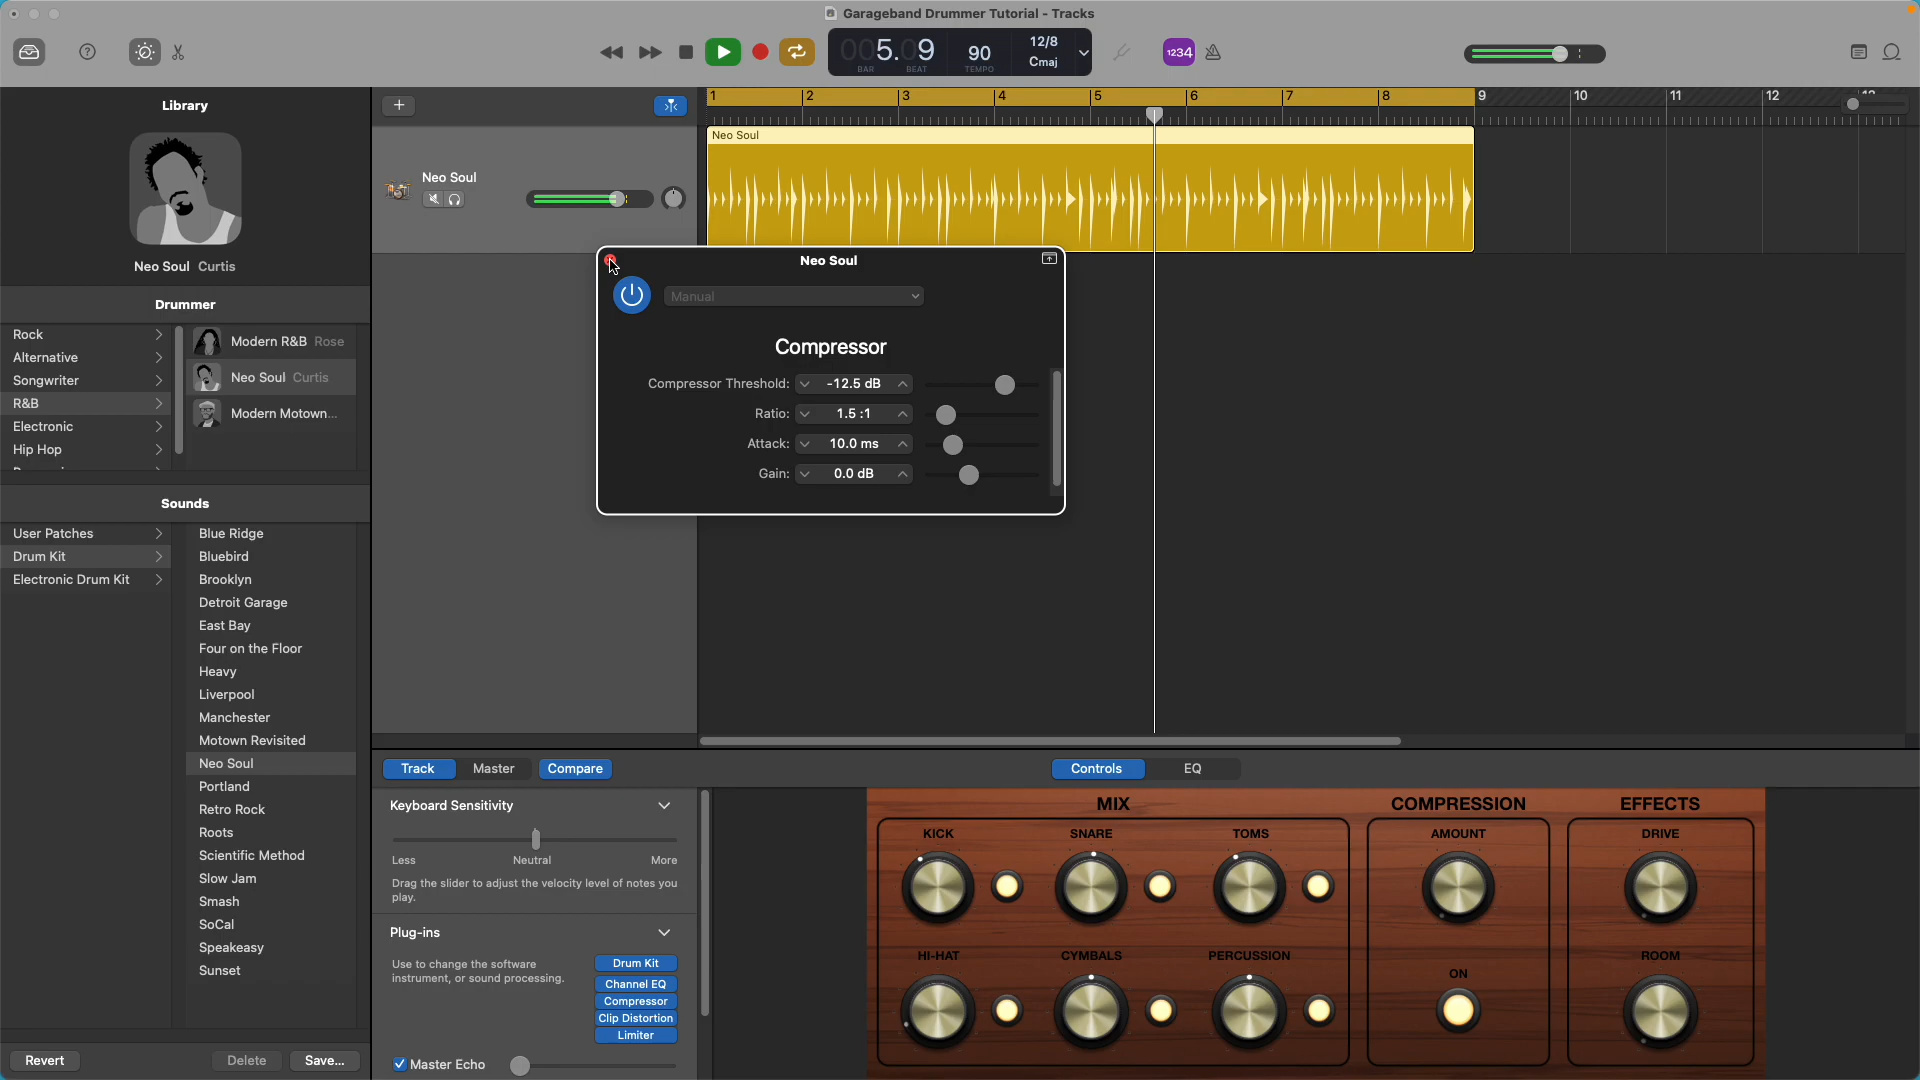 Garageband Drummer Tutorial - Tracks
005.09
BAR BEAT
90
TEMPO
12/8
Cmaj
1234
Library
Neo Soul Curtis
Drummer
Rock
Alternative
Songwriter
R&B
Electronic
Hip Hop
Modern R&B Rose
Neo Soul Curtis
Modern Motown...
Sounds
User Patches
Drum Kit
Electronic Drum Kit
Blue Ridge
Bluebird
Brooklyn
Detroit Garage
East Bay
Four on the Floor
Heavy
Liverpool
Manchester
Motown Revisited
Neo Soul
Portland
Retro Rock
Roots
Scientific Method
Slow Jam
Smash
SoCal
Speakeasy
Sunset
Revert
Delete
Save...
1 2 3 4 5 6 7 8 9 10 11 12
Neo Soul
Neo Soul
Neo Soul
Manual
Compressor
Compressor Threshold: -12.5 dB
Ratio: 1.5 :1
Attack: 10.0 ms
Gain: 0.0 dB
Track
Master
Compare
Controls
EQ
Keyboard Sensitivity
Less Neutral More
Drag the slider to adjust the velocity level of notes you
play.
Plug-ins
Use to change the software
instrument, or sound processing.
Drum Kit
Channel EQ
Compressor
Clip Distortion
Limiter
Master Echo
MIX
KICK SNARE TOMS
HI-HAT CYMBALS PERCUSSION
COMPRESSION
AMOUNT
ON
EFFECTS
DRIVE
ROOM